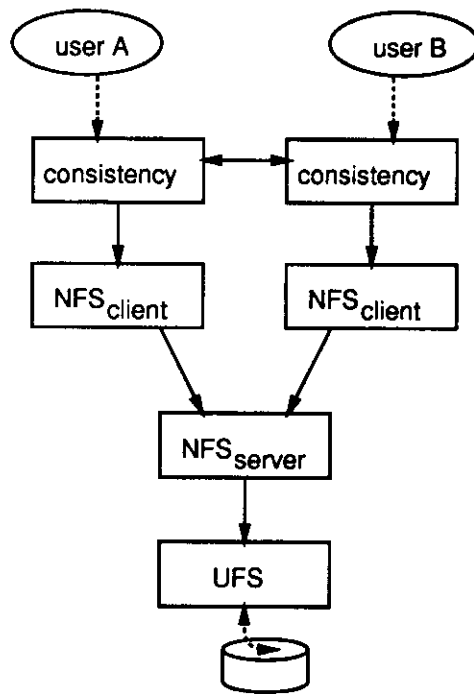 user A
user B
consistency
consistency
NFSclient
NFSclient
NFSserver
UFS